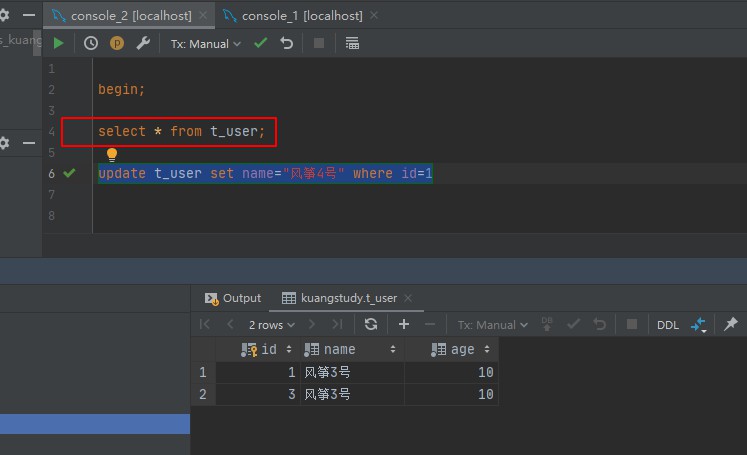 console_2 [localhost] console_1 [localhost]
s_kuang
Tx: Manual
1
2 begin;
3
4 select * from t_user;
5
6 update t_user set name="风筝4号" where id=1
7
8
Output kuangstudy.t_user
2 rows Tx: Manual DB DDL
id name age
1 1 风筝3号 10
2 3 风筝3号 10